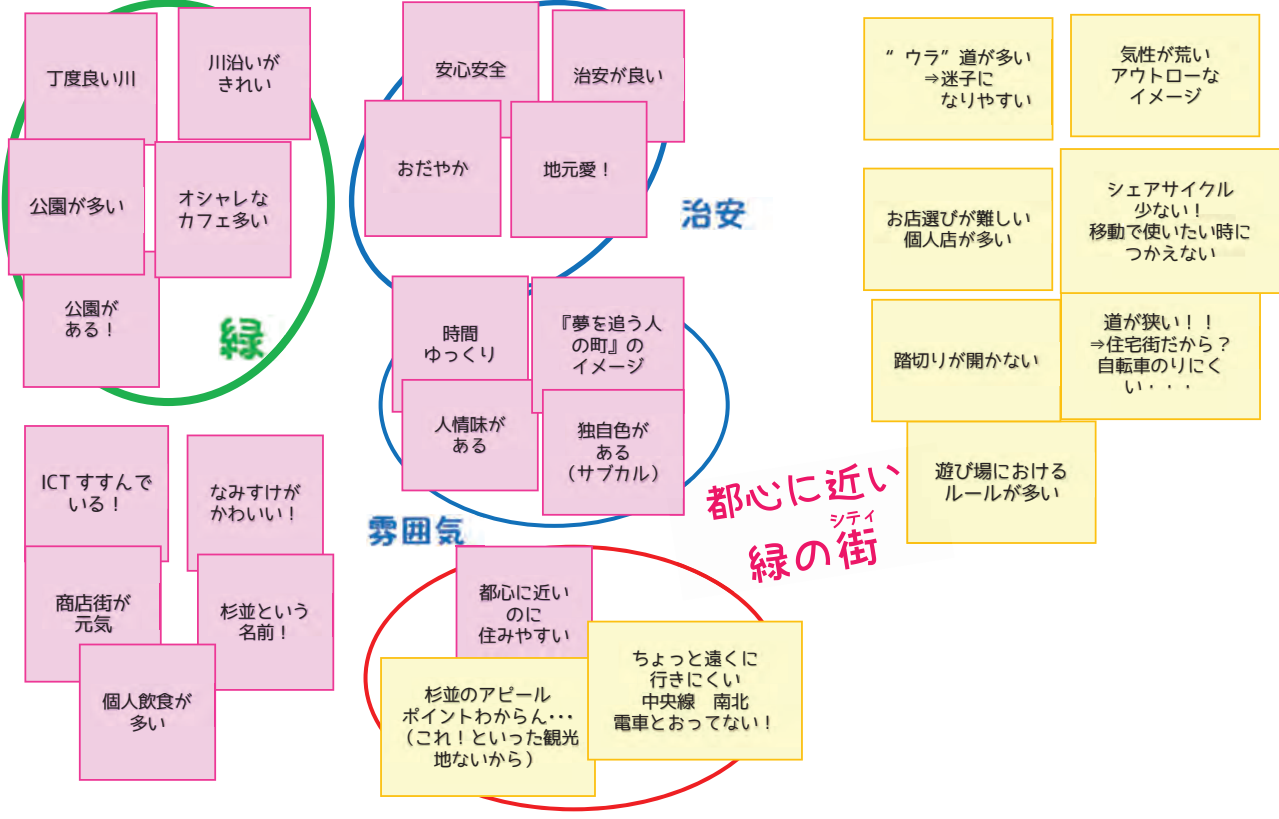 丁度良い川
川沿いが
きれい
公園が多い
オシャレな
カフェ多い
公園が
ある！
緑
安心安全
治安が良い
おだやか
地元愛！
治安
時間
ゆっくり
『夢を追う人
の町』の
イメージ
人情味が
ある
独自色が
ある
（サブカル）
雰囲気
ICT すすんで
いる！
なみすけが
かわいい！
商店街が
元気
杉並という
名前！
個人飲食が
多い
都心に近い
シティ
緑の街
都心に近い
のに
住みやすい
杉並のアピール
ポイントわからん･･･
（これ！といった観光
地ないから）
ちょっと遠くに
行きにくい
中央線　南北
電車とおってない！
“ ウラ” 道が多い
⇒迷子に
なりやすい
気性が荒い
アウトローな
イメージ
お店選びが難しい
個人店が多い
シェアサイクル
少ない！
移動で使いたい時に
つかえない
踏切りが開かない
道が狭い！！
⇒住宅街だから？
自転車のりにく
い・・・
遊び場における
ルールが多い